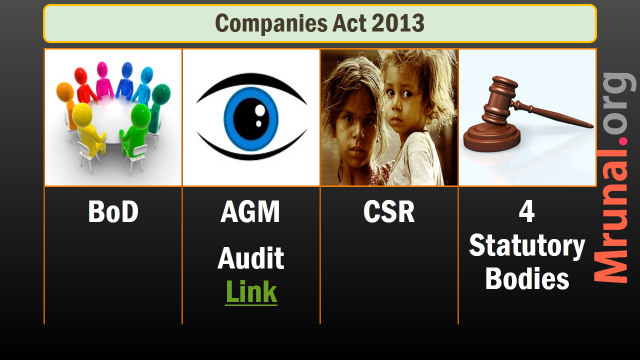 Companies Act 2013
BoD
AGM
Audit
Link
CSR
4
Statutory
Bodies
Mrunal.org